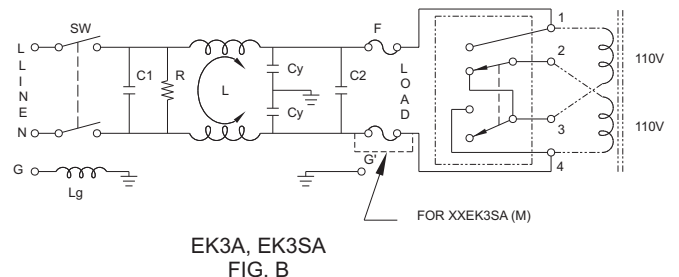 SW
F
1
L
L
I
N
E
N
C1
R
L
Cy
Cy
C2
L
O
A
D
2
3
4
110V
110V
G
Lg
G'
FOR XXEK3SA (M)
EK3A, EK3SA
FIG. B